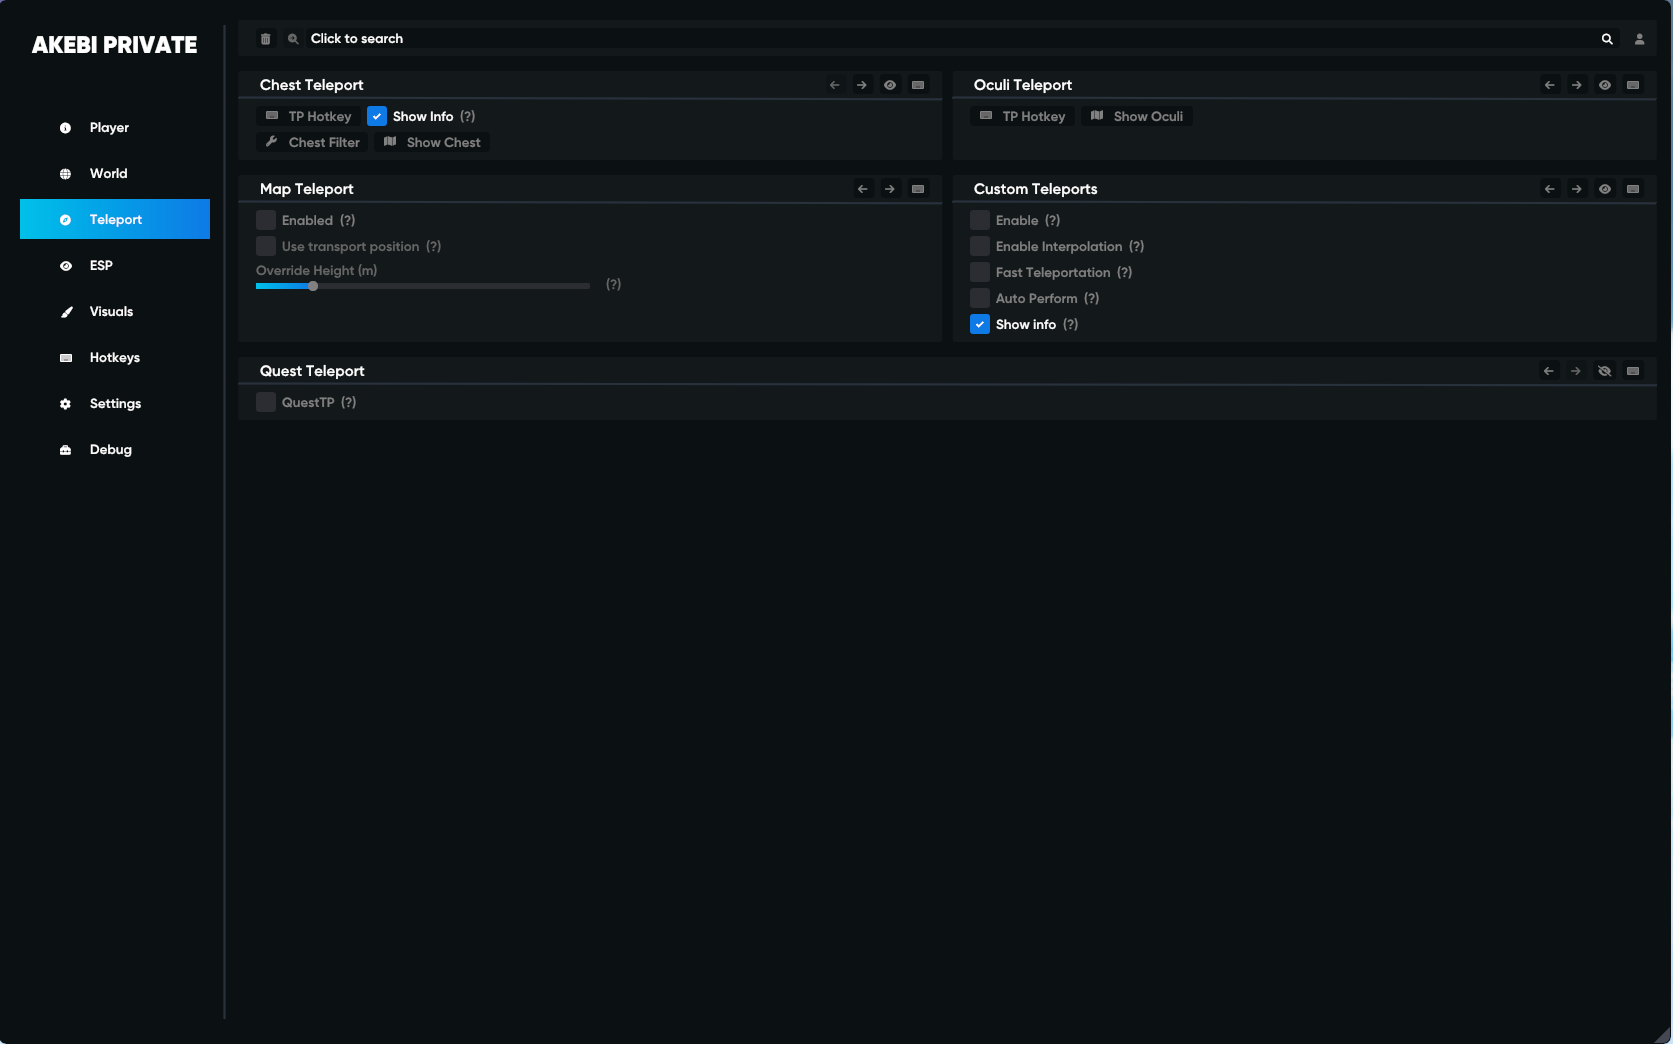 AKEBI PRIVATE
Player
World
Teleport
ESP
Visuals
Hotkeys
Settings
Debug
Click to search
Chest Teleport
TP Hotkey Show Info (?)
Chest Filter Show Chest
Oculi Teleport
TP Hotkey Show Oculi
Map Teleport
Enabled (?)
Use transport position (?)
Override Height (m)
(?)
Custom Teleports
Enable (?)
Enable Interpolation (?)
Fast Teleportation (?)
Auto Perform (?)
Show info (?)
Quest Teleport
QuestTP (?)